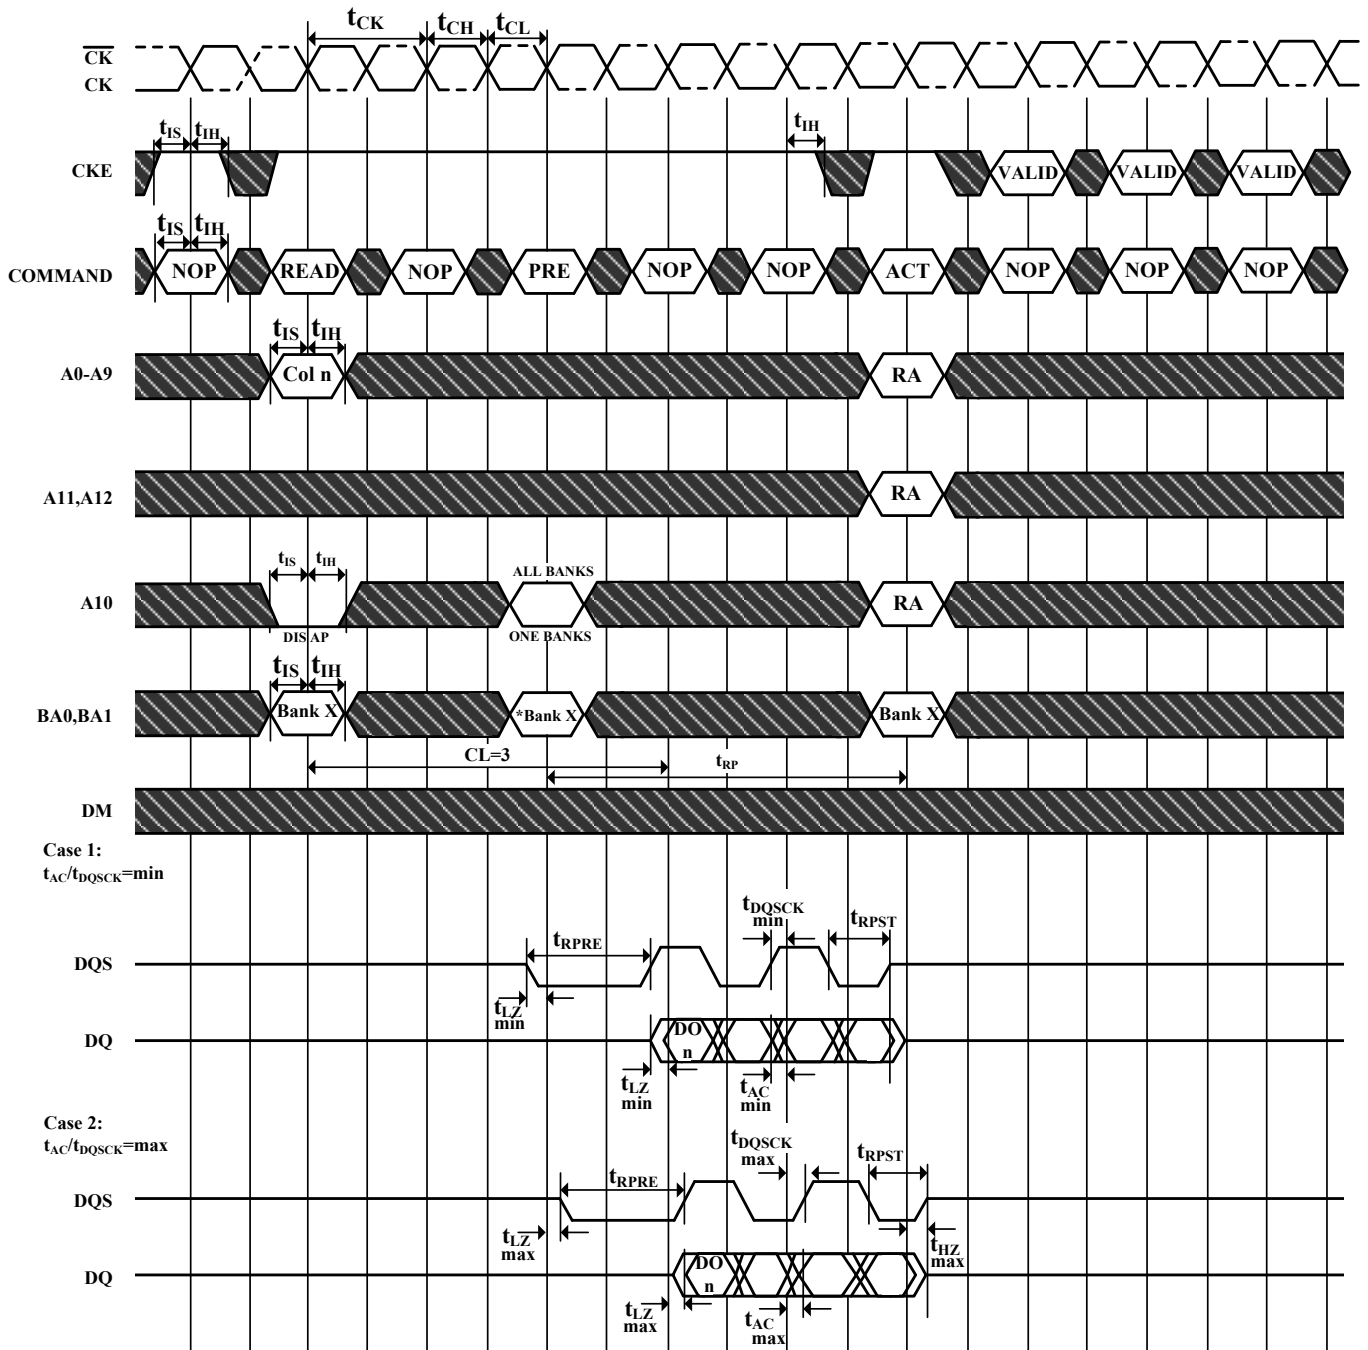 tCK tCH tCL
CK
CK
tIS tIH tIH
CKE VALID VALID VALID
tIS tIH
COMMAND NOP READ NOP PRE NOP NOP ACT NOP NOP NOP
tIS tIH
A0-A9 Col n RA
A11,A12 RA
tIS tIH ALL BANKS
A10 RA
DIS AP ONE BANKS
tIS tIH
BA0,BA1 Bank X *Bank X Bank X
CL=3 tRP
DM
Case 1:
tAC/tDQSCK=min
tDQSCK min tRPST
tRPRE
DQS
tLZ min
DQ DO n
tLZ min tAC min
Case 2:
tAC/tDQSCK=max
tDQSCK max tRPST
tRPRE
DQS
tLZ max tHZ max
DQ DO n
tLZ max tAC max